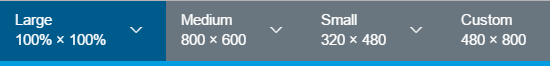 Large Medium Small Custom
100% × 100% 800 × 600 320 × 480 480 × 800